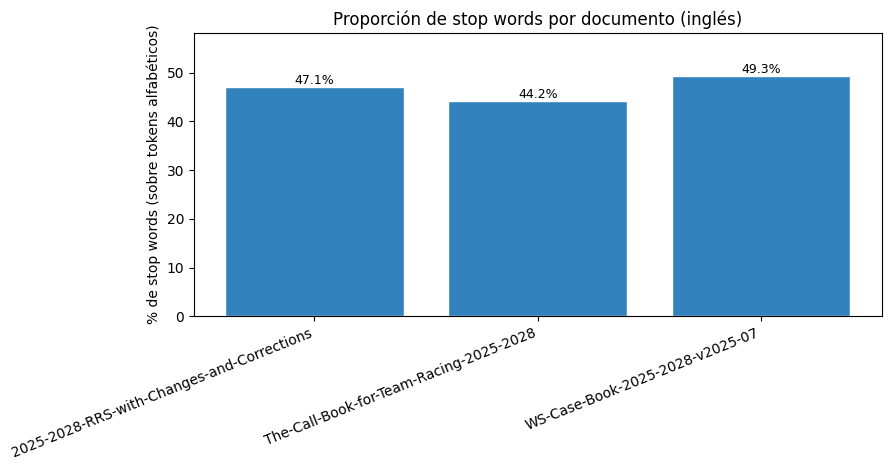 Proporción de stop words por documento (inglés)
% de stop words (sobre tokens alfabéticos)
50
40
30
20
10
0
47.1%
44.2%
49.3%
2025-2028-RRS-with-Changes-and-Corrections
The-Call-Book-for-Team-Racing-2025-2028
WS-Case-Book-2025-2028-v2025-07